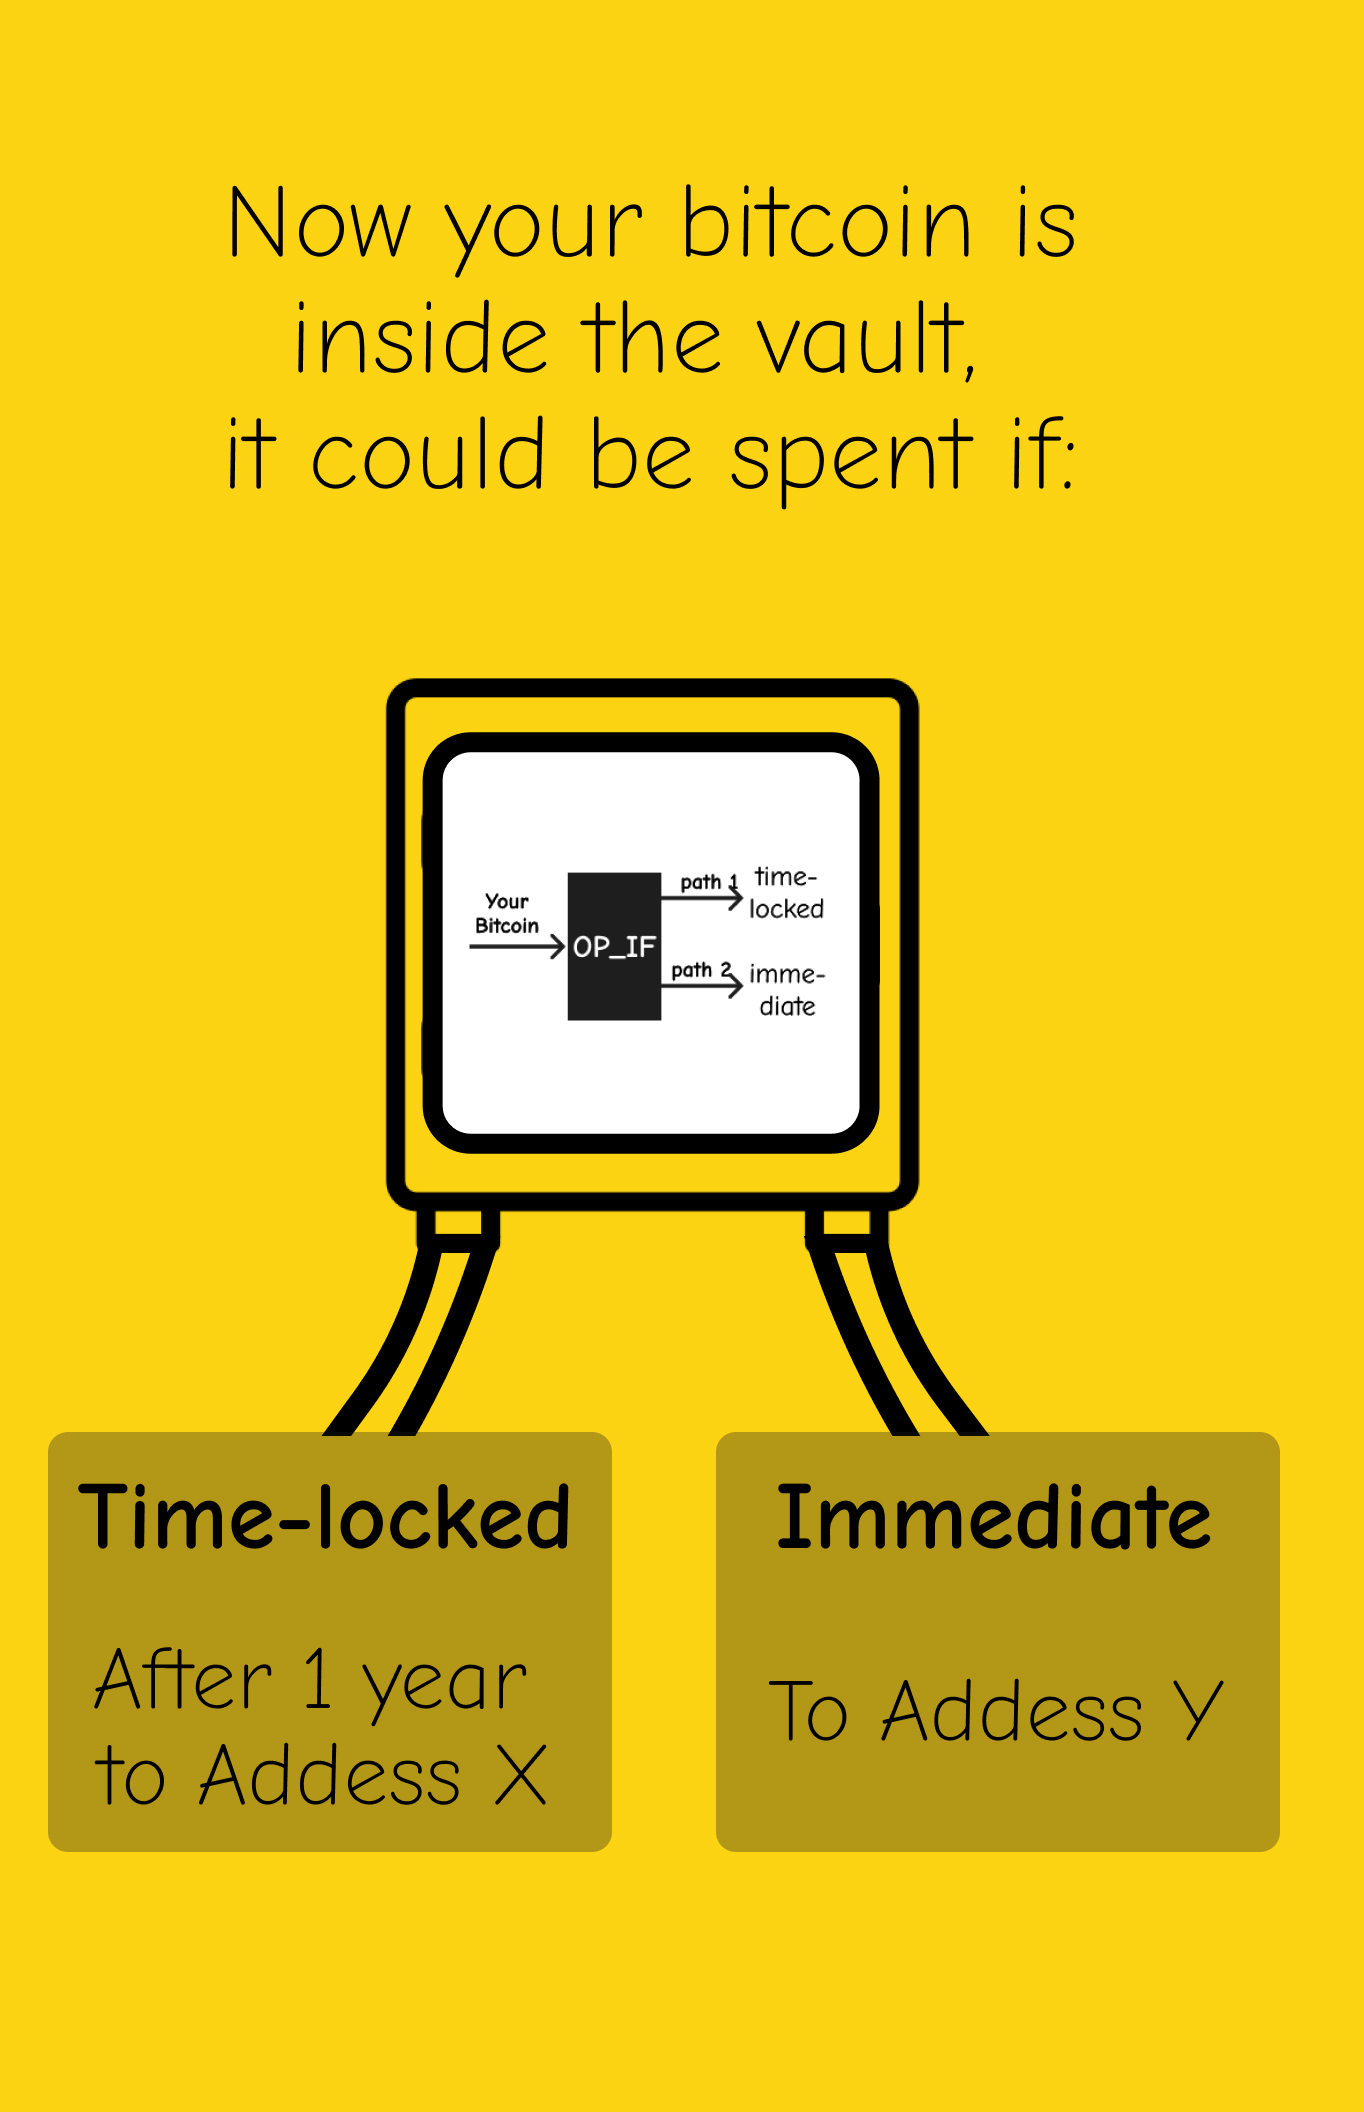 Now your bitcoin is
inside the vault,
it could be spent if:
Your
Bitcoin
OP_IF
path 1
time-
locked
path 2
imme-
diate
Time-locked
After 1 year
to Addess X
Immediate
To Addess Y